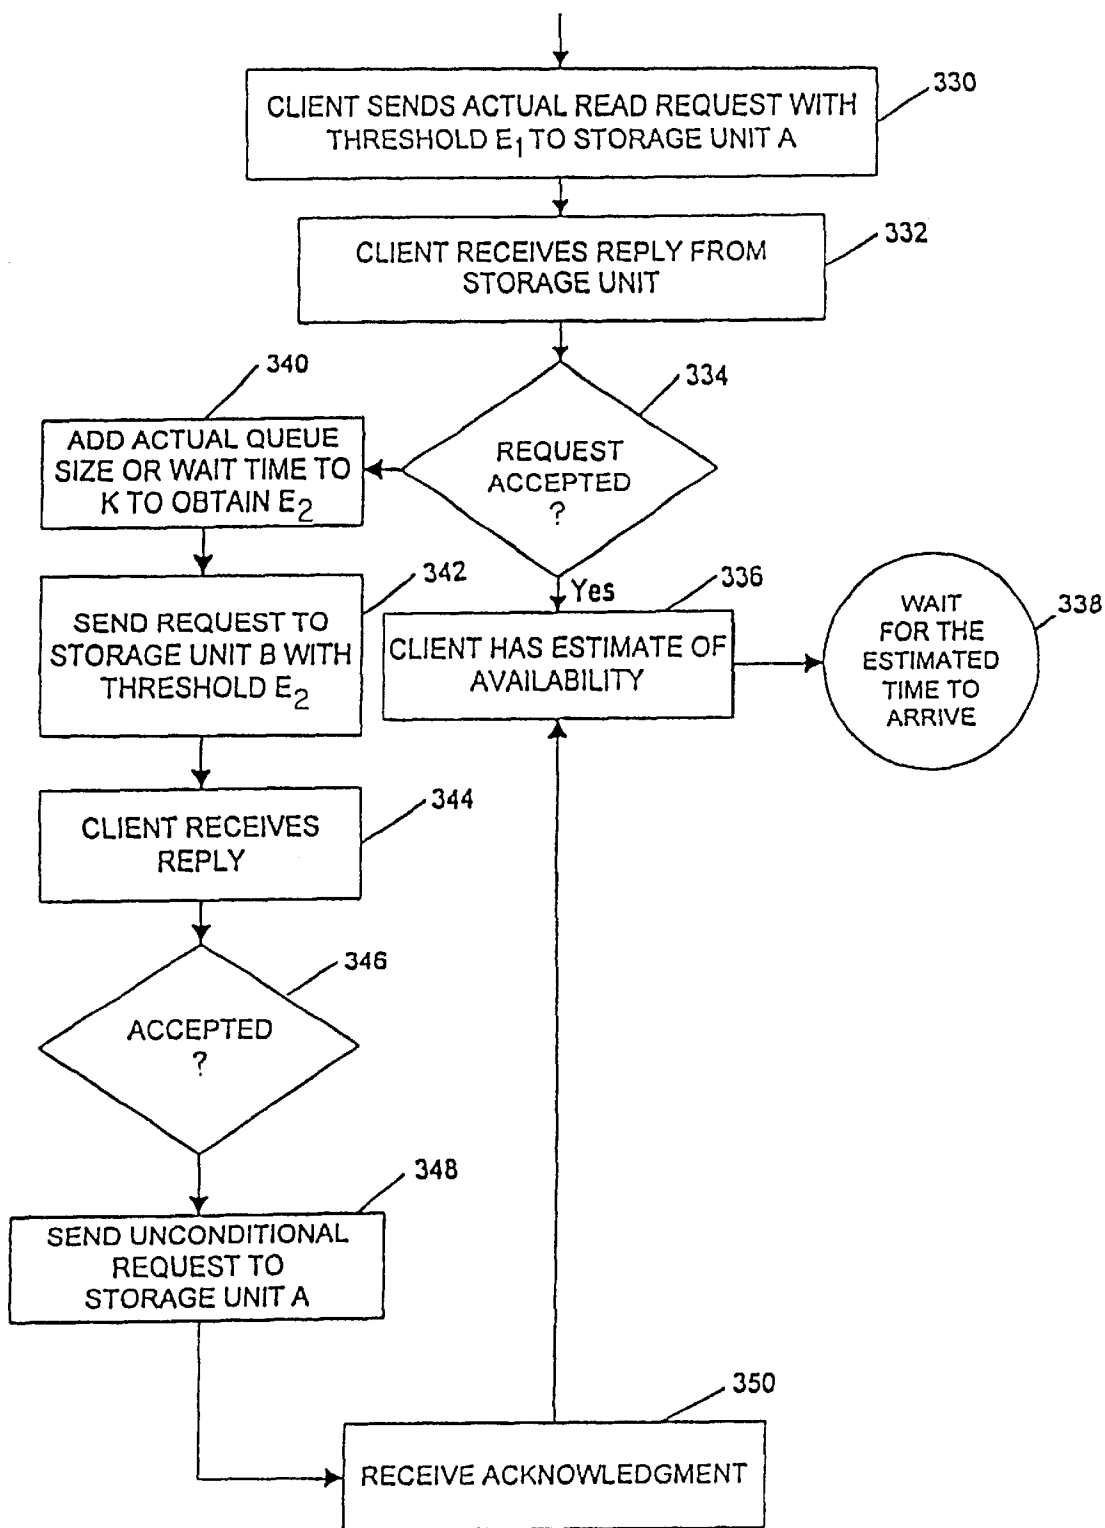 CLIENT SENDS ACTUAL READ REQUEST WITH
THRESHOLD E1 TO STORAGE UNIT A
330
CLIENT RECEIVES REPLY FROM
STORAGE UNIT
332
340
334
ADD ACTUAL QUEUE
SIZE OR WAIT TIME TO
K TO OBTAIN E2
REQUEST
ACCEPTED
?
Yes
342
336
SEND REQUEST TO
STORAGE UNIT B WITH
THRESHOLD E2
CLIENT HAS ESTIMATE OF
AVAILABILITY
WAIT
FOR THE
ESTIMATED
TIME TO
ARRIVE
338
344
CLIENT RECEIVES
REPLY
346
ACCEPTED
?
348
SEND UNCONDITIONAL
REQUEST TO
STORAGE UNIT A
350
RECEIVE ACKNOWLEDGMENT